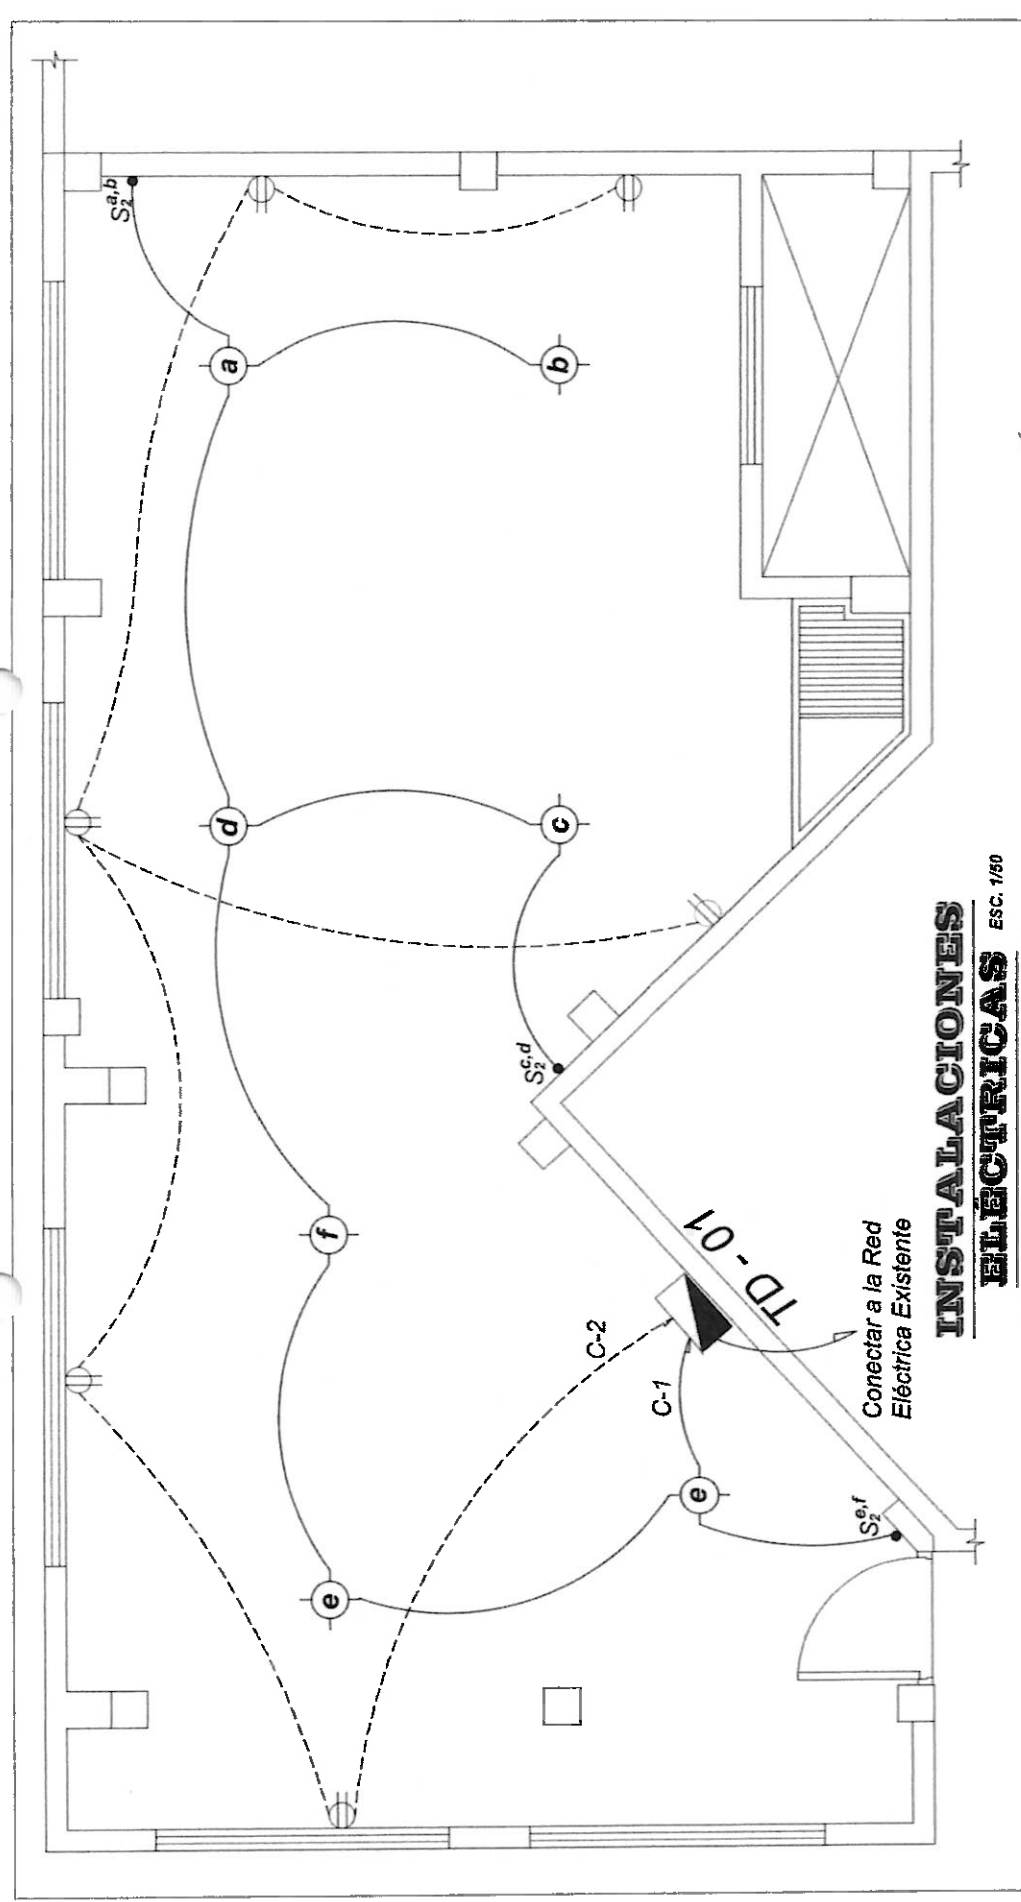 S₂ᵃ,ᵇ
a
b
d
c
S₂ᶜ,ᵈ
f
e
e
S₂ᵉ,ᶠ
C-1
C-2
TD - 01
Conectar a la Red
Eléctrica Existente
INSTALACIONES
ELÉCTRICAS ESC. 1/50